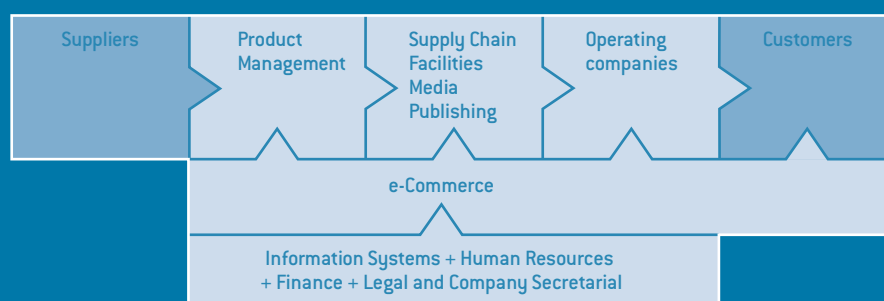 Suppliers
Product
Management
Supply Chain
Facilities
Media
Publishing
Operating
companies
Customers
e-Commerce
Information Systems + Human Resources
+ Finance + Legal and Company Secretarial